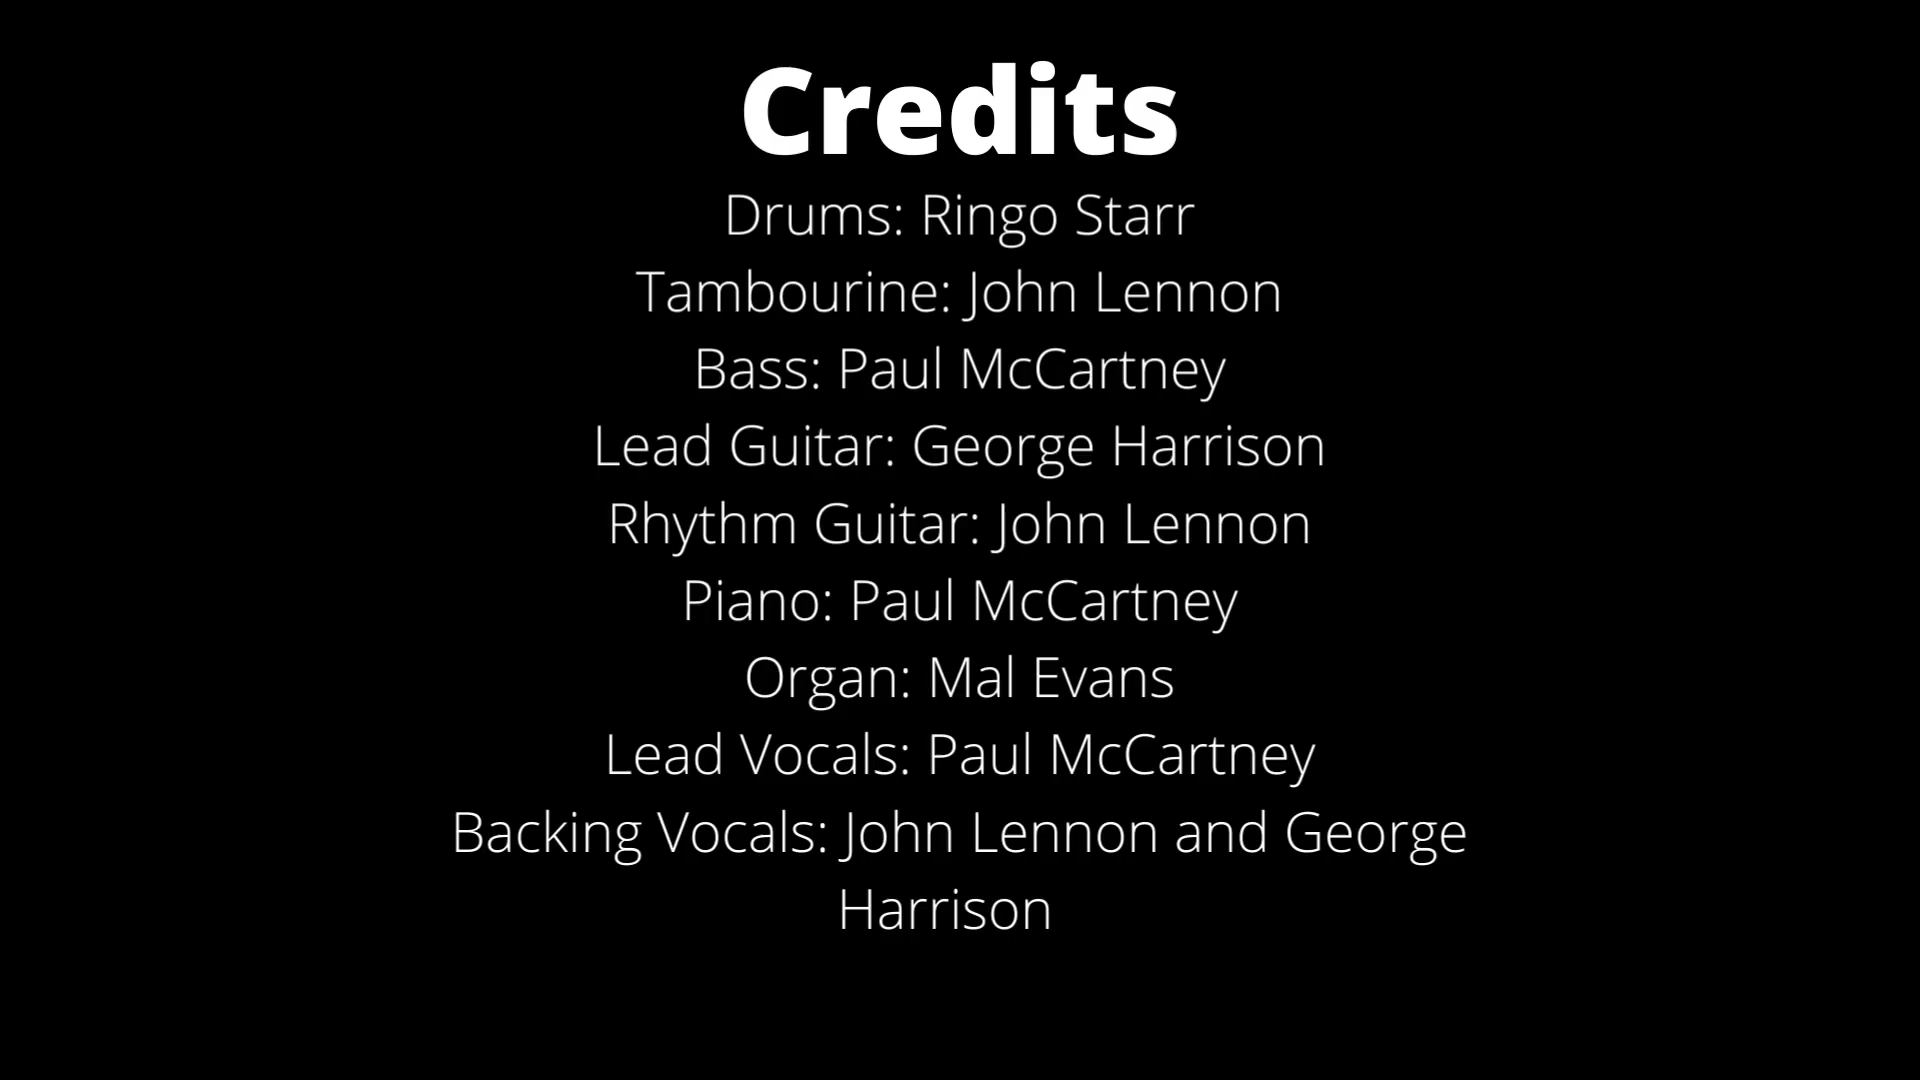 Credits
Drums: Ringo Starr
Tambourine: John Lennon
Bass: Paul McCartney
Lead Guitar: George Harrison
Rhythm Guitar: John Lennon
Piano: Paul McCartney
Organ: Mal Evans
Lead Vocals: Paul McCartney
Backing Vocals: John Lennon and George
Harrison